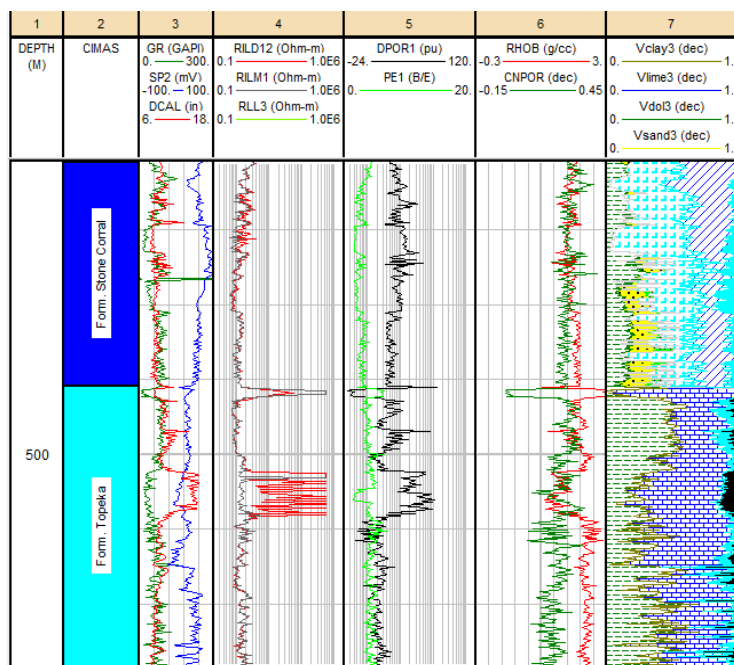 1 2 3 4 5 6 7
DEPTH (M)
CIMAS
GR (GAPI)
0. 300.
SP2 (mV)
-100. 100.
DCAL (in)
6. 18.
RILD12 (Ohm-m)
0.1 1.0E6
RILM1 (Ohm-m)
0.1 1.0E6
RLL3 (Ohm-m)
0.1 1.0E6
DPOR1 (pu)
-24. 120.
PE1 (B/E)
0. 20.
RHOB (g/cc)
-0.3 3.
CNPOR (dec)
-0.15 0.45
Vclay3 (dec)
0. 1.
Vlime3 (dec)
0. 1.
Vdol3 (dec)
0. 1.
Vsand3 (dec)
0. 1.
Form. Stone Corral
500
Form. Topeka